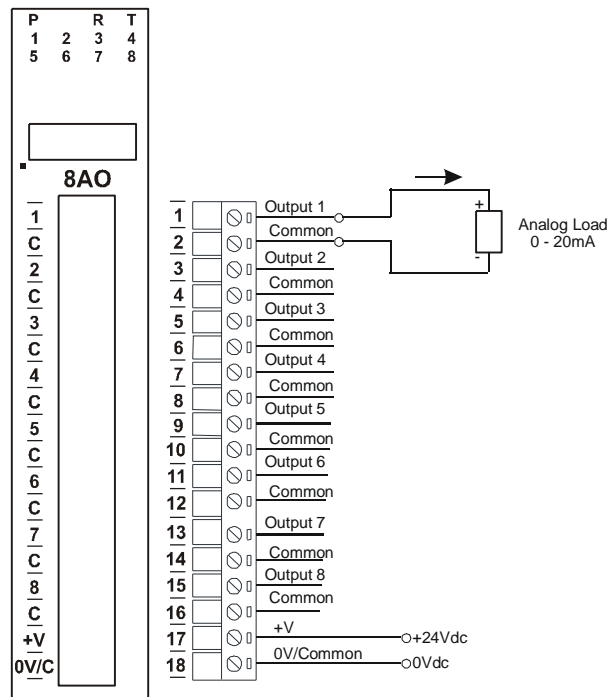 P R T
1 2 3 4
5 6 7 8
8AO
1
C
2
C
3
C
4
C
5
C
6
C
7
C
8
C
+V
0V/C
1 Output 1
2 Common
3 Output 2
4 Common
5 Output 3
6 Common
7 Output 4
8 Common
9 Output 5
10 Common
11 Output 6
12 Common
13 Output 7
14 Common
15 Output 8
16 Common
17 +V +24Vdc
18 0V/Common 0Vdc
+
-
Analog Load
0 - 20mA